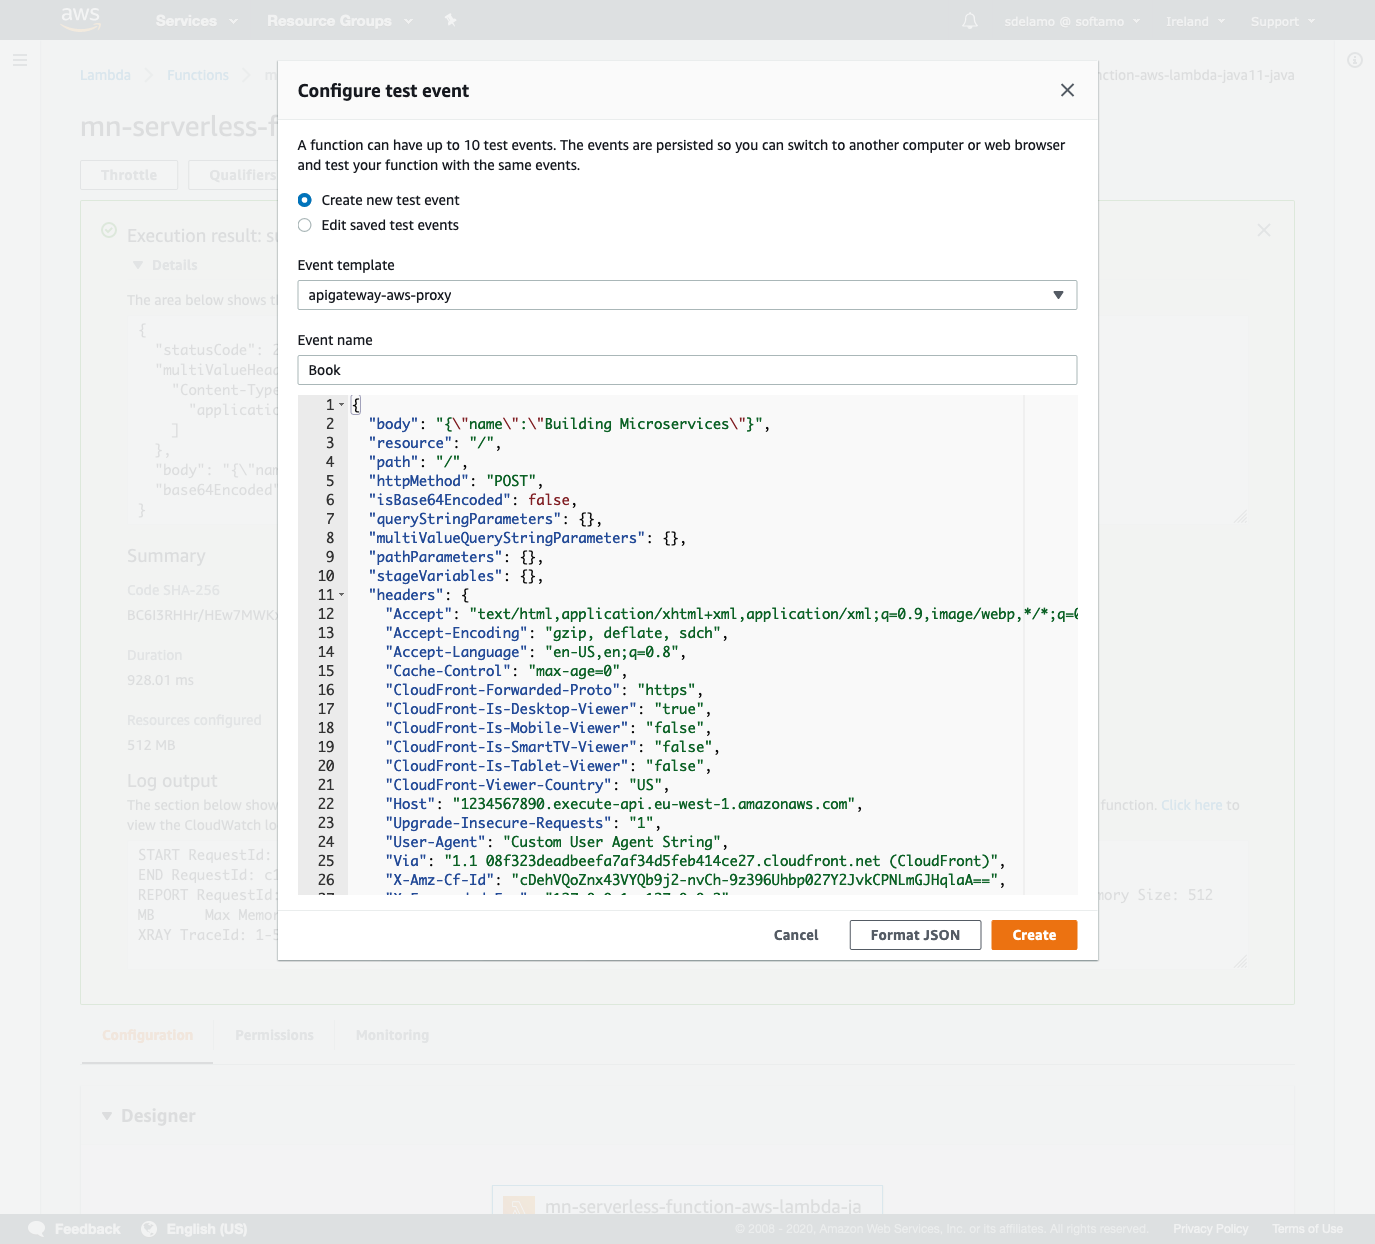 aws
Services
Resource Groups
sdelamo @ softamo
Ireland
Support
Lambda
Functions
nction-aws-lambda-java11-java
mn-serverless-f
Throttle
Qualifiers
Execution result:
Details
The area below shows
{
"statusCode":
"multiValueHead
"Content-Type
"application
]
},
"body": "{\"nam
"base64Encoded"
}
Summary
Code SHA-256
BC6I3RHHr/HEw7MWK
Duration
928.01 ms
Resources configured
512 MB
Log output
The section below show
function. Click here to
view the CloudWatch lo
START RequestId:
END RequestId: c1
REPORT RequestId:
mory Size: 512
MB Max Memor
XRAY TraceId: 1-5
Configure test event
A function can have up to 10 test events. The events are persisted so you can switch to another computer or web browser
and test your function with the same events.
Create new test event
Edit saved test events
Event template
apigateway-aws-proxy
Event name
Book
1 {
2 "body": "{\"name\":\"Building Microservices\"}",
3 "resource": "/",
4 "path": "/",
5 "httpMethod": "POST",
6 "isBase64Encoded": false,
7 "queryStringParameters": {},
8 "multiValueQueryStringParameters": {},
9 "pathParameters": {},
10 "stageVariables": {},
11 "headers": {
12 "Accept": "text/html,application/xhtml+xml,application/xml;q=0.9,image/webp,*/*;q=0
13 "Accept-Encoding": "gzip, deflate, sdch",
14 "Accept-Language": "en-US,en;q=0.8",
15 "Cache-Control": "max-age=0",
16 "CloudFront-Forwarded-Proto": "https",
17 "CloudFront-Is-Desktop-Viewer": "true",
18 "CloudFront-Is-Mobile-Viewer": "false",
19 "CloudFront-Is-SmartTV-Viewer": "false",
20 "CloudFront-Is-Tablet-Viewer": "false",
21 "CloudFront-Viewer-Country": "US",
22 "Host": "1234567890.execute-api.eu-west-1.amazonaws.com",
23 "Upgrade-Insecure-Requests": "1",
24 "User-Agent": "Custom User Agent String",
25 "Via": "1.1 08f323deadbeefa7af34d5feb414ce27.cloudfront.net (CloudFront)",
26 "X-Amz-Cf-Id": "cDehVQoZnx43VYQb9j2-nvCh-9z396Uhbp027Y2JvkCPNLmGJHqlaA==",
Cancel
Format JSON
Create
Configuration
Permissions
Monitoring
Designer
mn-serverless-function-aws-lambda-ja
Feedback
English (US)
© 2008 - 2020, Amazon Web Services, Inc. or its affiliates. All rights reserved.
Privacy Policy
Terms of Use